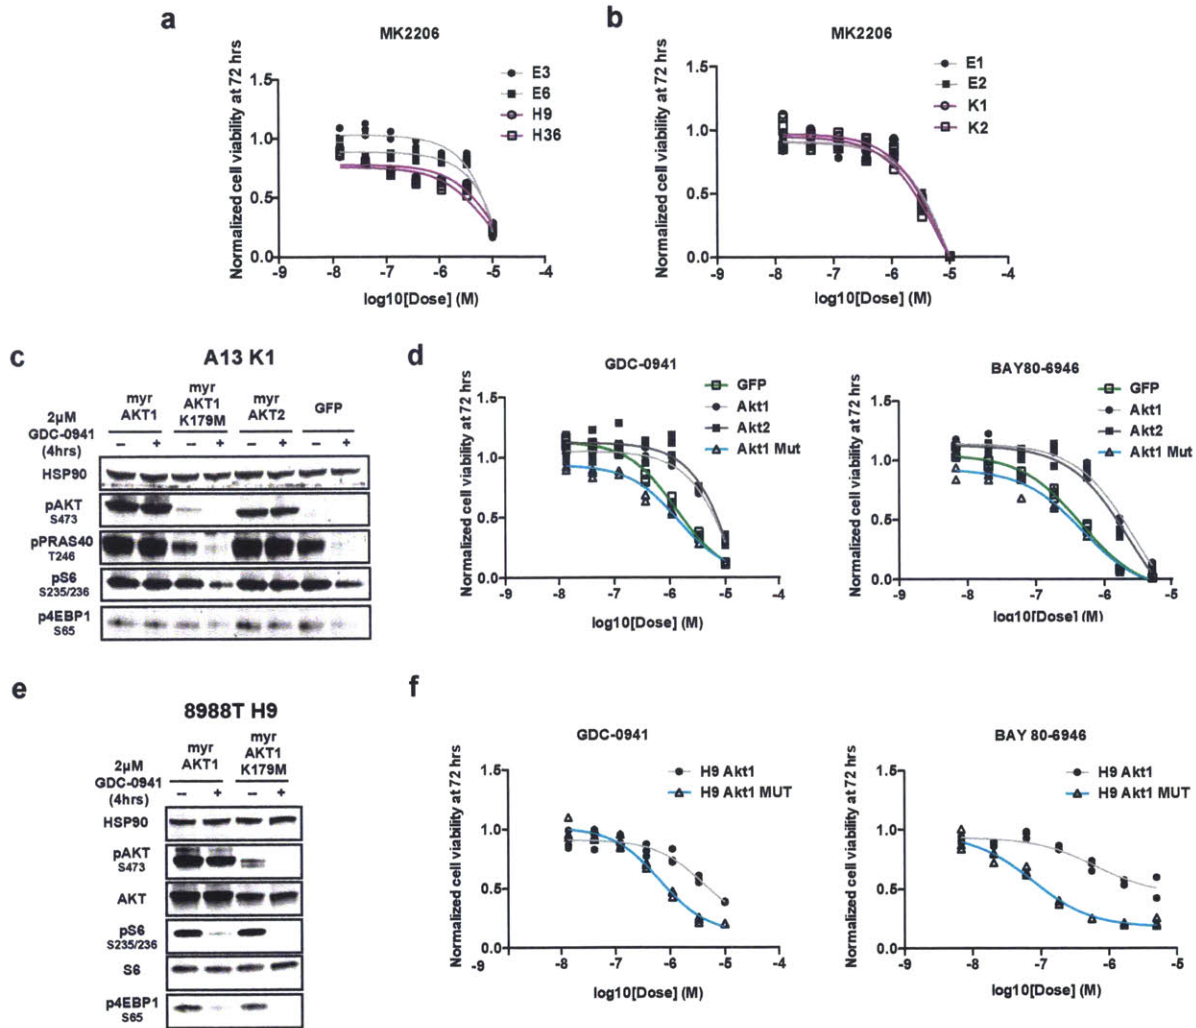 a
MK2206
Normalized cell viability at 72 hrs
1.5
1.0
0.5
0.0
-9 -8 -7 -6 -5 -4
log10[Dose] (M)
E3
E6
H9
H36
b
MK2206
Normalized cell viability at 72 hrs
1.5
1.0
0.5
0.0
-9 -8 -7 -6 -5 -4
log10[Dose] (M)
E1
E2
K1
K2
c
A13 K1
myr AKT1
myr AKT1 K179M
myr AKT2
GFP
2µM
GDC-0941
(4hrs)
– + – + – + – +
HSP90
pAKT
S473
pPRAS40
T246
pS6
S235/236
p4EBP1
S65
d
GDC-0941
Normalized cell viability at 72 hrs
1.5
1.0
0.5
0.0
-9 -8 -7 -6 -5 -4
log10[Dose] (M)
GFP
Akt1
Akt2
Akt1 Mut
BAY80-6946
Normalized cell viability at 72 hrs
1.5
1.0
0.5
0.0
-9 -8 -7 -6 -5
log10[Dose] (M)
GFP
Akt1
Akt2
Akt1 Mut
e
8988T H9
myr AKT1
myr AKT1 K179M
2µM
GDC-0941
(4hrs)
– + – +
HSP90
pAKT
S473
AKT
pS6
S235/236
S6
p4EBP1
S65
f
GDC-0941
Normalized cell viability at 72 hrs
1.5
1.0
0.5
0.0
-9 -8 -7 -6 -5 -4
log10[Dose] (M)
H9 Akt1
H9 Akt1 MUT
BAY 80-6946
Normalized cell viability at 72 hrs
1.5
1.0
0.5
0.0
-9 -8 -7 -6 -5
log10[Dose] (M)
H9 Akt1
H9 Akt1 MUT